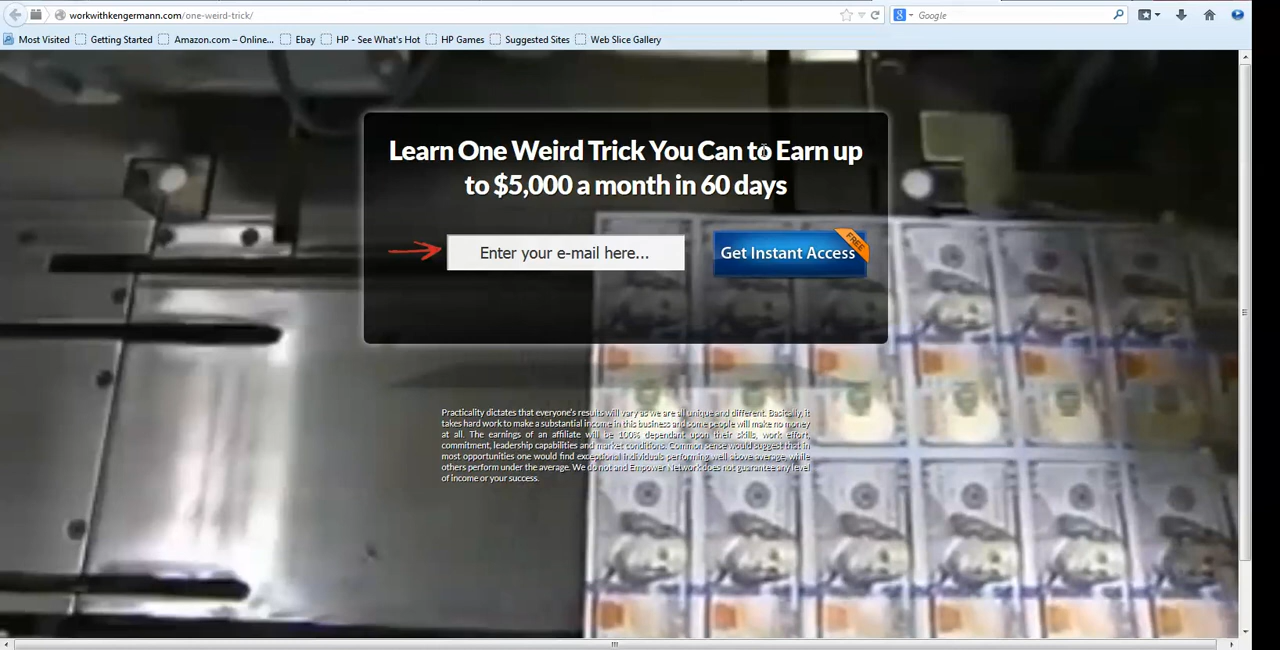 workwithkengermann.com/one-weird-trick/
Google
Most Visited Getting Started Amazon.com – Online... Ebay HP - See What's Hot HP Games Suggested Sites Web Slice Gallery
Learn One Weird Trick You Can to Earn up
to $5,000 a month in 60 days
Enter your e-mail here...
Get Instant Access
FREE
Practicality dictates that everyone's results will vary as we are all unique and different. Basically, it
takes hard work to make a substantial income in this business and some people will make no money
at all. The earnings of an affiliate will be 100% dependant upon their skills, work effort,
commitment, leadership capabilities and market conditions. Common sense would suggest that in
most opportunities one would find exceptional individuals performing well above average, while
others perform under the average. We do not and Empower Network does not guarantee any level
of income or your success.